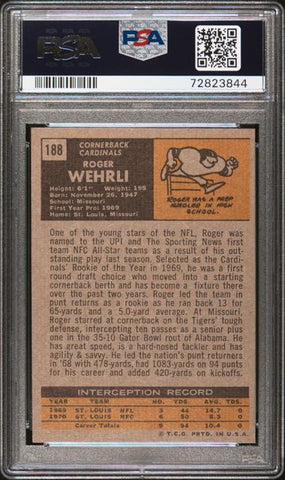 PSA
PSA
PSA
72823844
188
CORNERBACK
CARDINALS
ROGER
WEHRLI
Height: 6'1" Weight: 195
Born: November 26, 1947
School: Missouri
First Year Pro: 1969
Home: St. Louis, Missouri
ROGER WAS A PREP
HURDLER IN HIGH
SCHOOL.
One of the young stars of the NFL, Roger was
named to the UPI and The Sporting News first
team NFC All-Star teams as a result of his out-
standing play last season. Selected as the Cardi-
nals' Rookie of the Year in 1969, he was a first
round draft choice who moved into a starting
cornerback berth and has become a fixture there
over the past two years. Roger led the team in
punt returns as a rookie as he ran back 13 for
65-yards and a 5.0-yard average. At Missouri,
Roger starred at cornerback on the Tigers' tough
defense, intercepting ten passes as a senior plus
one in the 35-10 Gator Bowl rout of Alabama. He
has great speed, is a hard-nosed tackler and has
agility & savvy. He led the nation's punt returners
in '68 with 478-yards, had 1083-yards on 94 punts
for his career and added 420-yards on kickoffs.
INTERCEPTION RECORD
YEAR TEAM NO. YDS. AVG. TD
1969 ST. LOUIS NFL 3 44 14.7 0
1970 ST. LOUIS NFC 6 50 8.3 0
Career Totals 9 94 10.4 0
© T.C.G. PRTD. IN U.S.A.